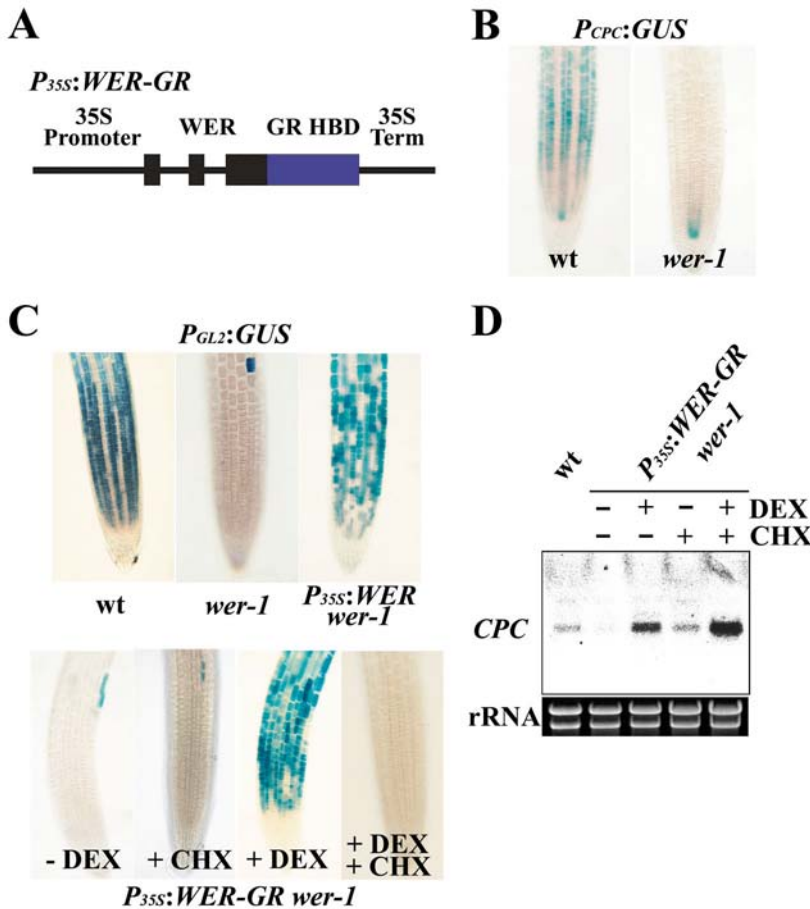 A
P35S:WER-GR
35S Promoter
WER
GR HBD
35S Term
B
PCPC:GUS
wt
wer-1
C
PGL2:GUS
wt
wer-1
P35S:WER wer-1
- DEX
+ CHX
+ DEX
+ DEX
+ CHX
P35S:WER-GR wer-1
D
wt
P35S:WER-GR
wer-1
- + - + DEX
- - + + CHX
CPC
rRNA